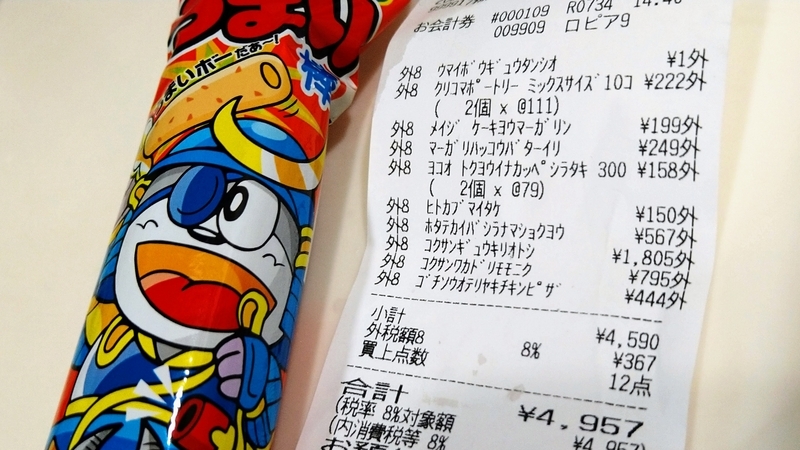 うまい棒
うまいボーだぁー!
#000109 R0734
お会計券 009909 ロピア9
外8 ウマイボウギュウタンシオ ¥1外
外8 クリコマポートリー ミックスサイズ10コ ¥222外
( 2個 x @111)
外8 メイジ ケーキヨウマーガリン ¥199外
外8 マーガリハッコウバターイリ ¥249外
外8 ヨコオ トクヨウイナカッペシラタキ 300 ¥158外
( 2個 x @79)
外8 ヒトカブマイタケ ¥150外
外8 ホタテカイバシラナマショクヨウ ¥567外
外8 コクサンギュウキリオトシ ¥1,805外
外8 コクサンワカドリモモニク ¥795外
外8 ゴチソウオテリヤキチキンピザ ¥444外
小計 ¥4,590
外税額8 8% ¥367
買上点数 12点
合計 ¥4,957
(税率 8%対象額 ¥4,957)
(内消費税等 8%